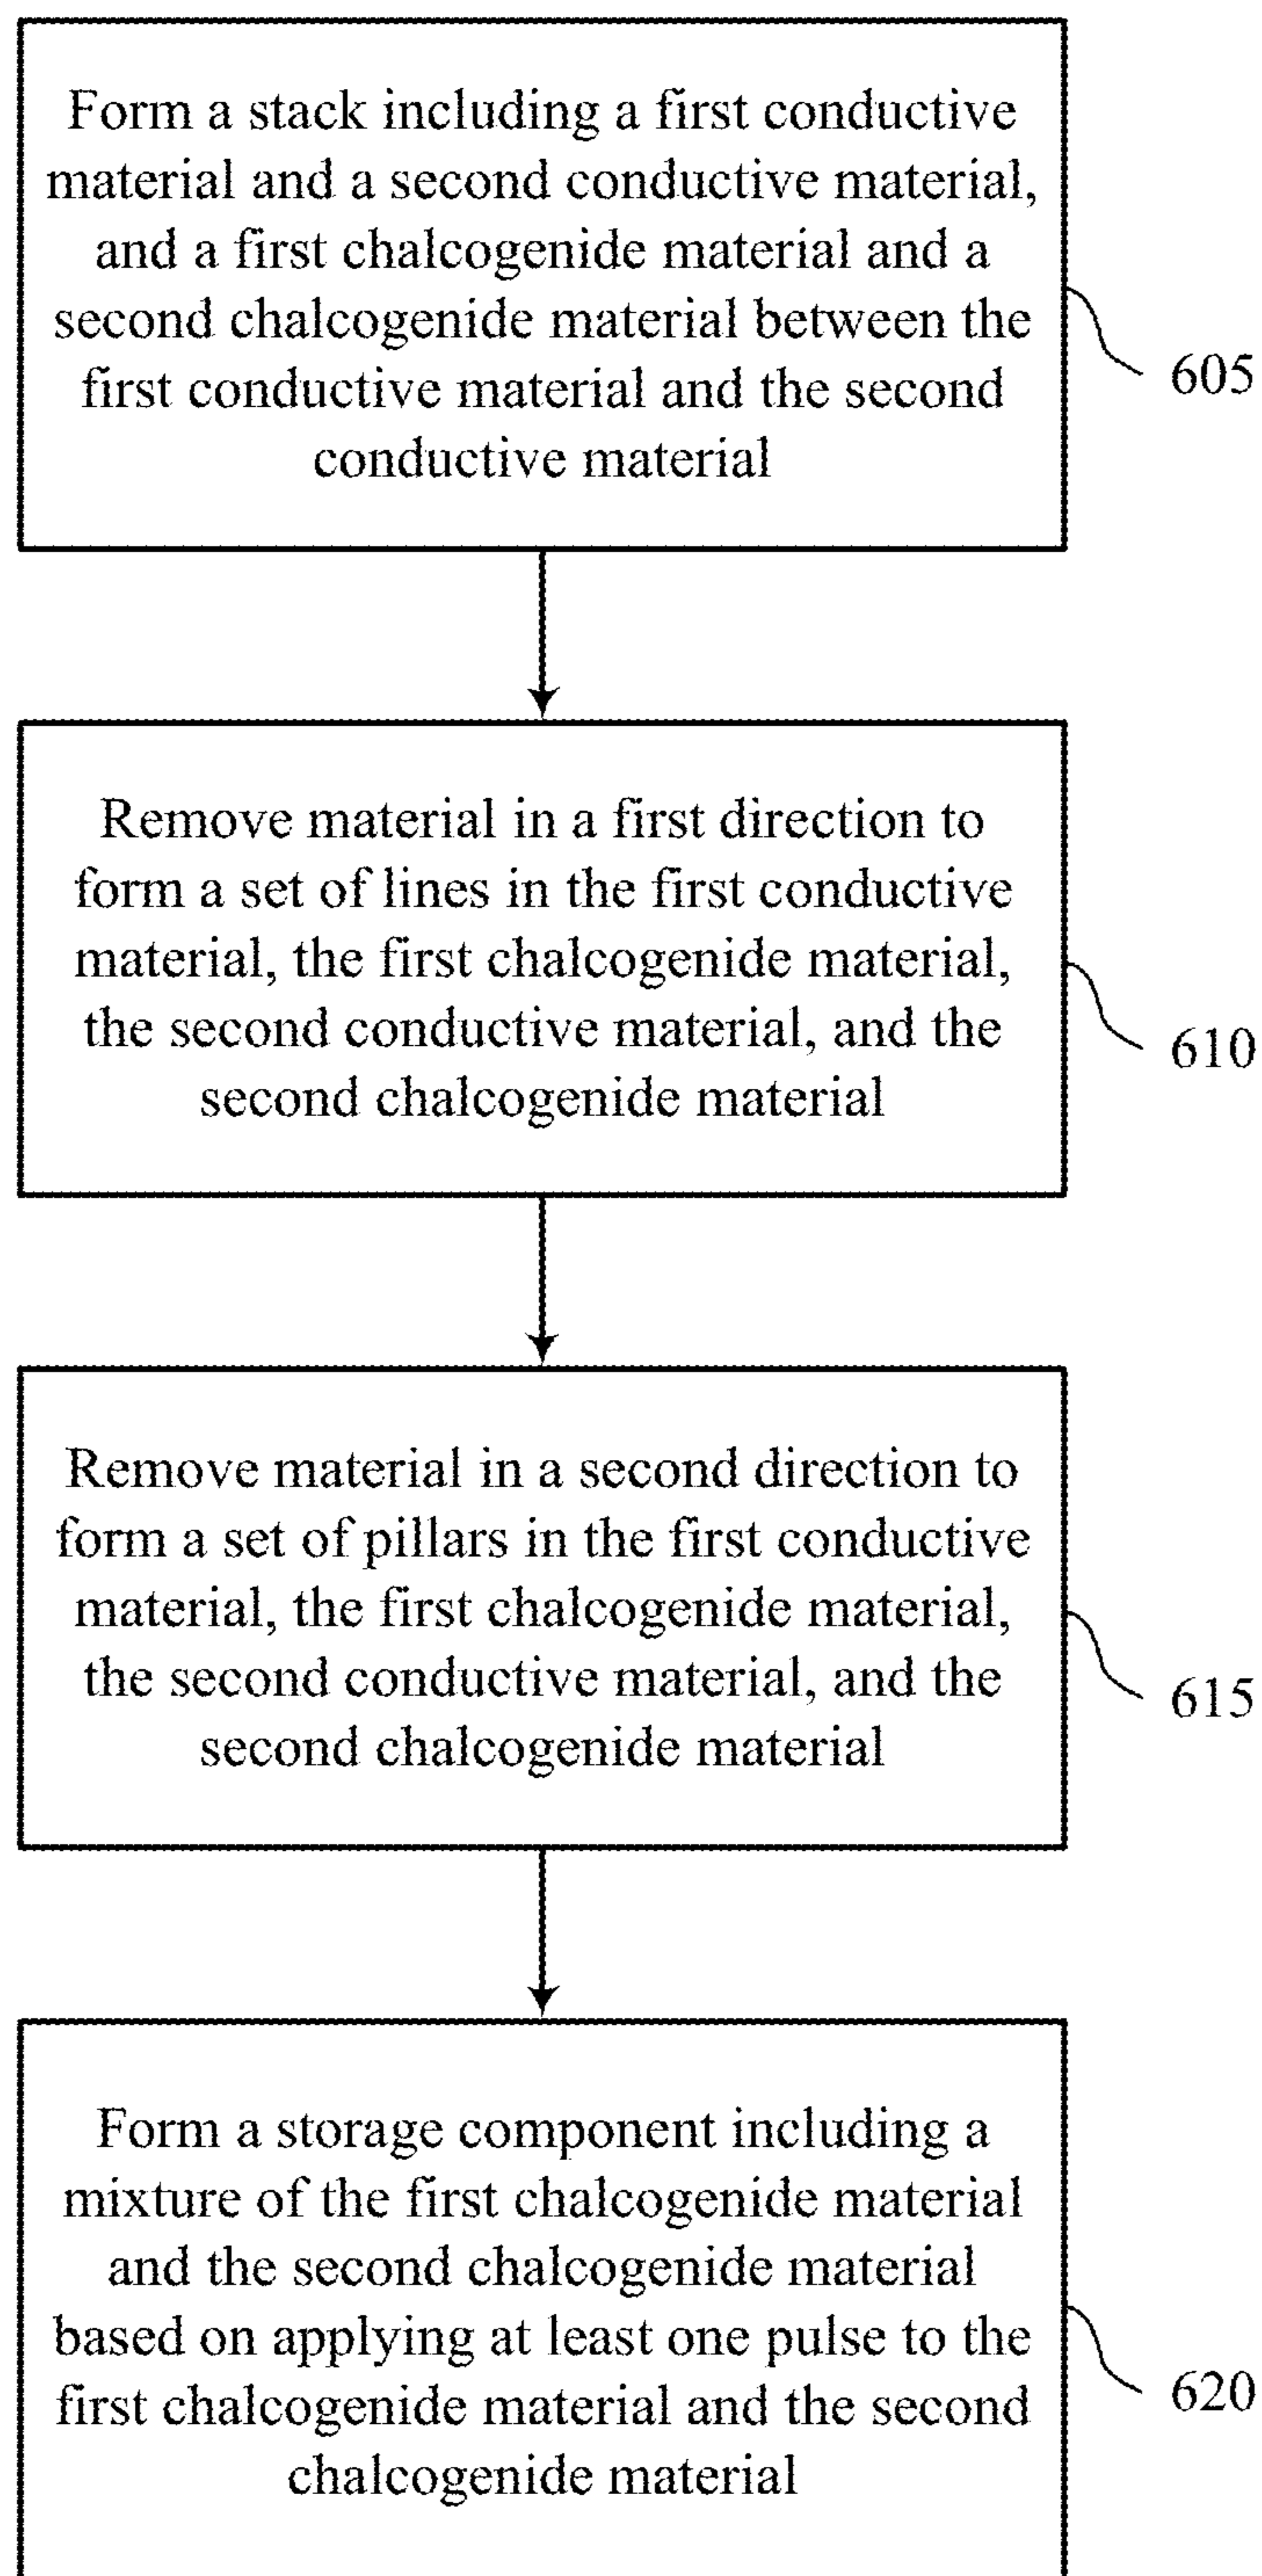 Form a stack including a first conductive
material and a second conductive material,
and a first chalcogenide material and a
second chalcogenide material between the
first conductive material and the second
conductive material
605
Remove material in a first direction to
form a set of lines in the first conductive
material, the first chalcogenide material,
the second conductive material, and the
second chalcogenide material
610
Remove material in a second direction to
form a set of pillars in the first conductive
material, the first chalcogenide material,
the second conductive material, and the
second chalcogenide material
615
Form a storage component including a
mixture of the first chalcogenide material
and the second chalcogenide material
based on applying at least one pulse to the
first chalcogenide material and the second
chalcogenide material
620